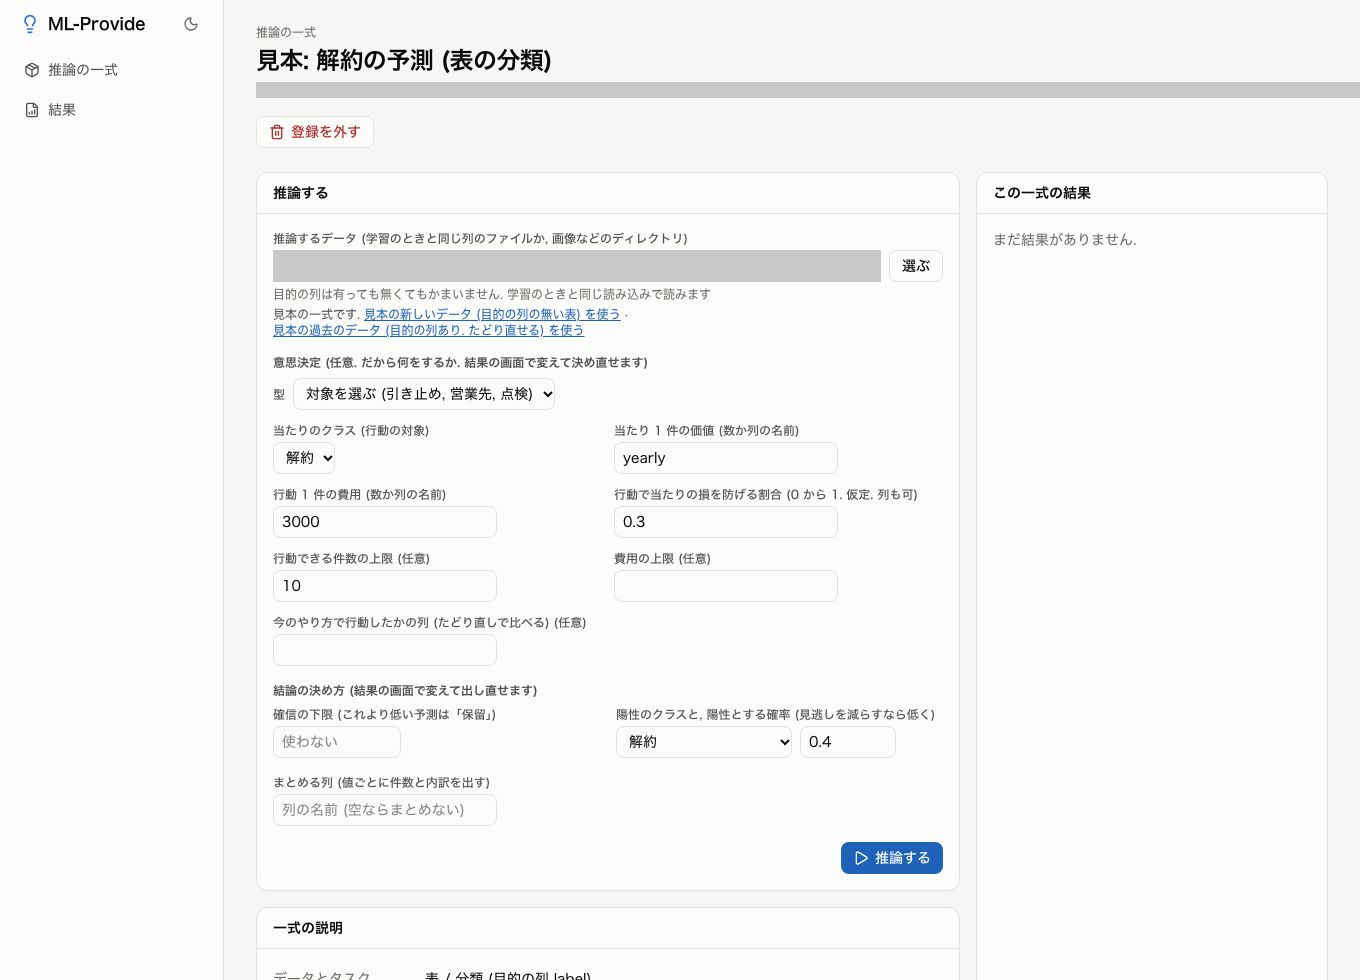 ML-Provide
推論の一式
結果
推論の一式
見本: 解約の予測 (表の分類)
登録を外す
推論する
推論するデータ (学習のときと同じ列のファイルか, 画像などのディレクトリ)
選ぶ
目的の列は有っても無くてもかまいません. 学習のときと同じ読み込みで読みます
見本の一式です. 見本の新しいデータ (目的の列の無い表) を使う ·
見本の過去のデータ (目的の列あり. たどり直せる) を使う
意思決定 (任意. だから何をするか. 結果の画面で変えて決め直せます)
型 対象を選ぶ (引き止め, 営業先, 点検)
当たりのクラス (行動の対象)
解約
当たり 1 件の価値 (数か列の名前)
yearly
行動 1 件の費用 (数か列の名前)
3000
行動で当たりの損を防げる割合 (0 から 1. 仮定. 列も可)
0.3
行動できる件数の上限 (任意)
10
費用の上限 (任意)
今のやり方で行動したかの列 (たどり直しで比べる) (任意)
結論の決め方 (結果の画面で変えて出し直せます)
確信の下限 (これより低い予測は「保留」)
使わない
陽性のクラスと, 陽性とする確率 (見逃しを減らすなら低く)
解約 0.4
まとめる列 (値ごとに件数と内訳を出す)
列の名前 (空ならまとめない)
推論する
この一式の結果
まだ結果がありません.
一式の説明
データとタスク 表 / 分類 (目的の列 label)